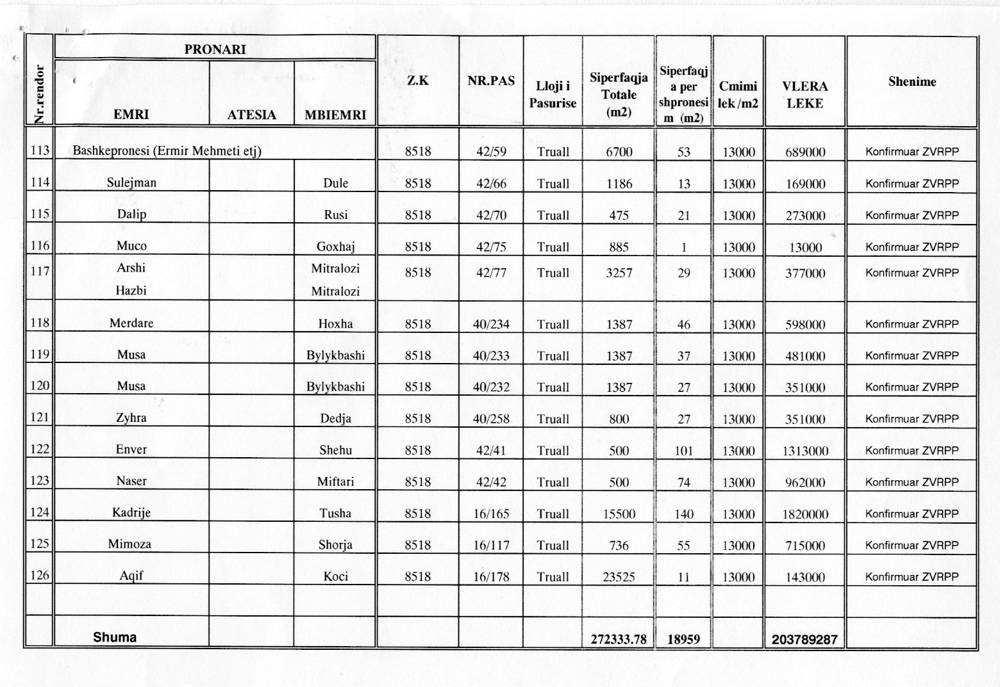 Nr.rendor PRONARI Z.K NR.PAS Lloji i Pasurise Siperfaqja Totale (m2) Siperfaqj a per shpronesi m (m2) Cmimi lek /m2 VLERA LEKE Shenime
EMRI ATESIA MBIEMRI
113 Bashkepronesi (Ermir Mehmeti etj) 8518 42/59 Truall 6700 53 13000 689000 Konfirmuar ZVRPP
114 Sulejman Dule 8518 42/66 Truall 1186 13 13000 169000 Konfirmuar ZVRPP
115 Dalip Rusi 8518 42/70 Truall 475 21 13000 273000 Konfirmuar ZVRPP
116 Muco Goxhaj 8518 42/75 Truall 885 1 13000 13000 Konfirmuar ZVRPP
117 Arshi Mitralozi 8518 42/77 Truall 3257 29 13000 377000 Konfirmuar ZVRPP
Hazbi Mitralozi
118 Merdare Hoxha 8518 40/234 Truall 1387 46 13000 598000 Konfirmuar ZVRPP
119 Musa Bylykbashi 8518 40/233 Truall 1387 37 13000 481000 Konfirmuar ZVRPP
120 Musa Bylykbashi 8518 40/232 Truall 1387 27 13000 351000 Konfirmuar ZVRPP
121 Zyhra Dedja 8518 40/258 Truall 800 27 13000 351000 Konfirmuar ZVRPP
122 Enver Shehu 8518 42/41 Truall 500 101 13000 1313000 Konfirmuar ZVRPP
123 Naser Miftari 8518 42/42 Truall 500 74 13000 962000 Konfirmuar ZVRPP
124 Kadrije Tusha 8518 16/165 Truall 15500 140 13000 1820000 Konfirmuar ZVRPP
125 Mimoza Shorja 8518 16/117 Truall 736 55 13000 715000 Konfirmuar ZVRPP
126 Aqif Koci 8518 16/178 Truall 23525 11 13000 143000 Konfirmuar ZVRPP
Shuma 272333.78 18959 203789287